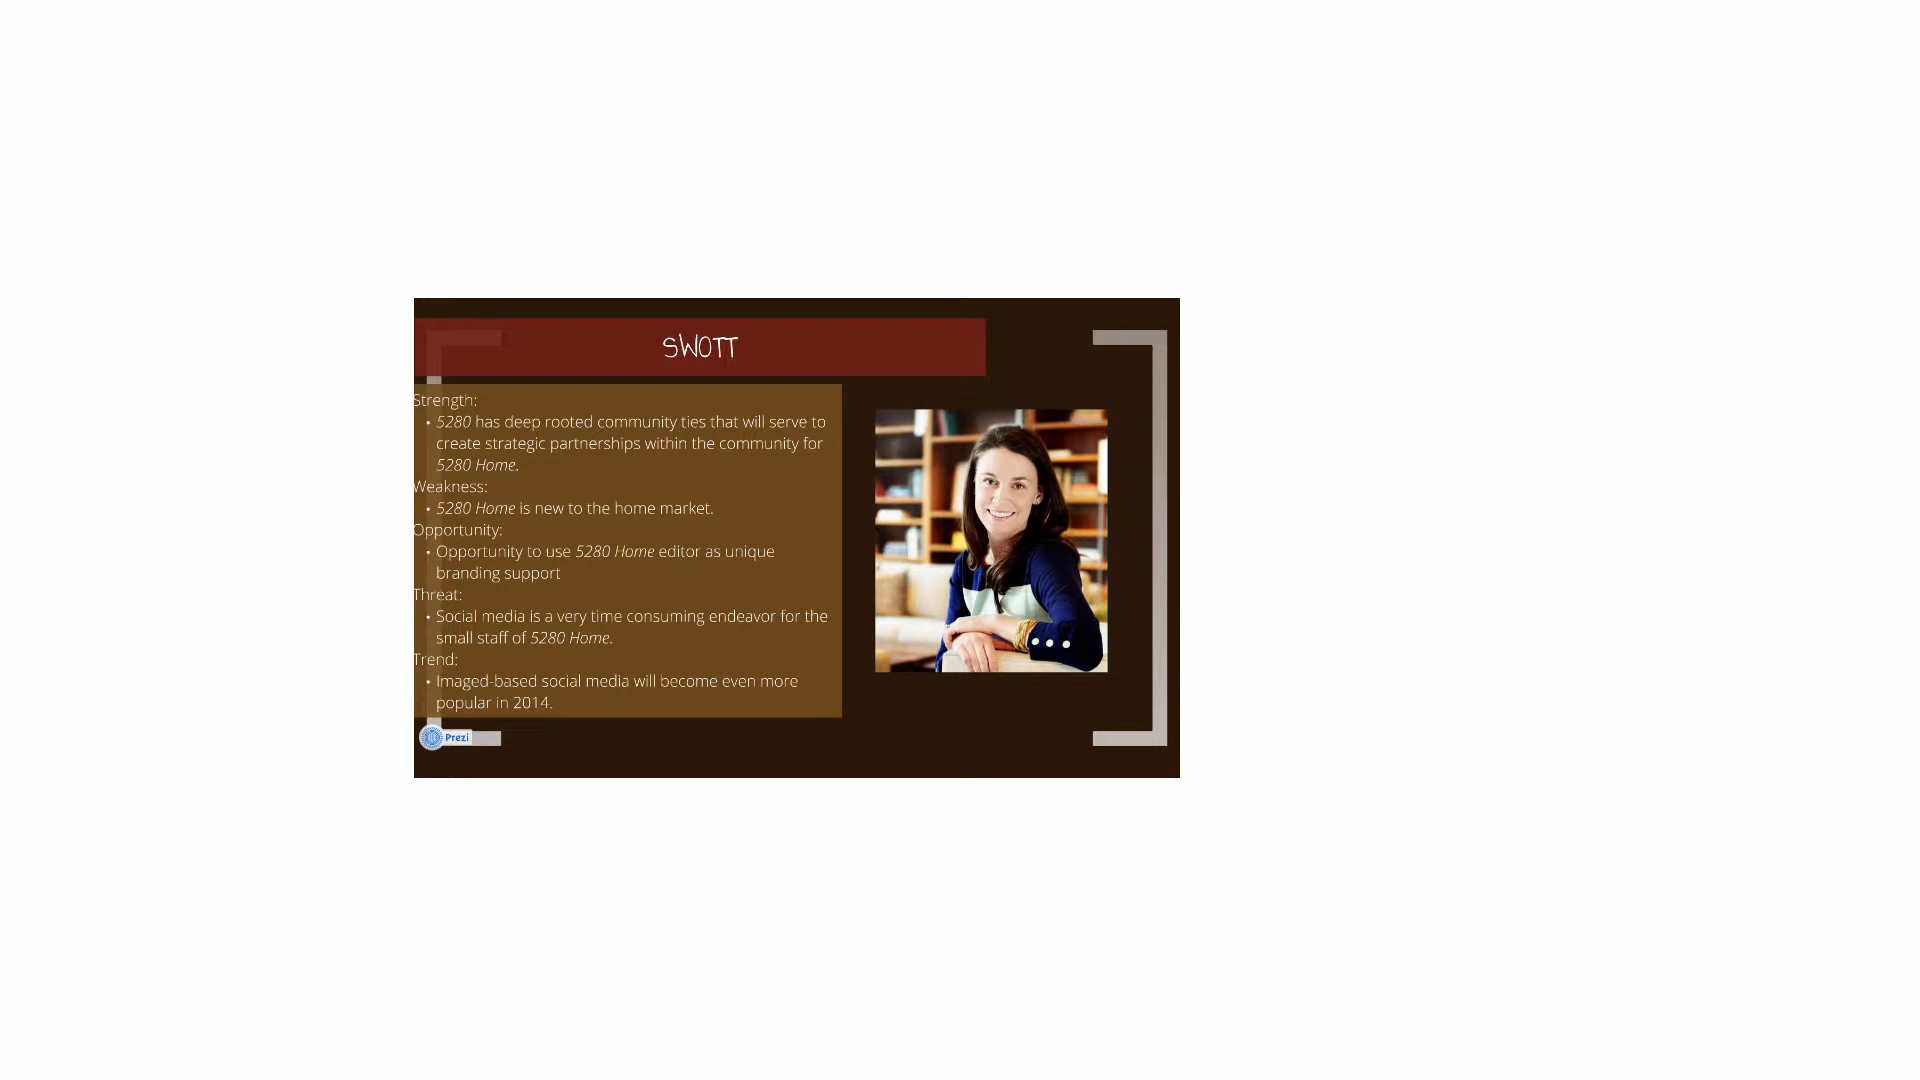 SWOTT
Strength:
• 5280 has deep rooted community ties that will serve to
create strategic partnerships within the community for
5280 Home.
Weakness:
• 5280 Home is new to the home market.
Opportunity:
• Opportunity to use 5280 Home editor as unique
branding support
Threat:
• Social media is a very time consuming endeavor for the
small staff of 5280 Home.
Trend:
• Imaged-based social media will become even more
popular in 2014.
Prezi